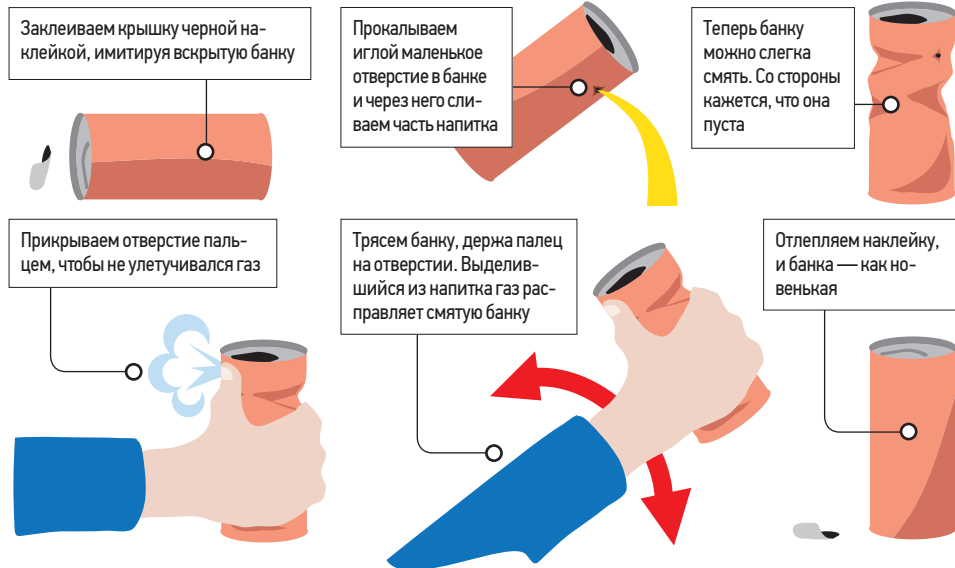 Заклеиваем крышку черной на-
клейкой, имитируя вскрытую банку
Прокалываем
иглой маленькое
отверстие в банке
и через него сли-
ваем часть напитка
Теперь банку
можно слегка
смять. Со стороны
кажется, что она
пуста
Прикрываем отверстие паль-
цем, чтобы не улетучивался газ
Трясем банку, держа палец
на отверстии. Выделив-
шийся из напитка газ рас-
правляет смятую банку
Отлепляем наклейку,
и банка — как но-
венькая